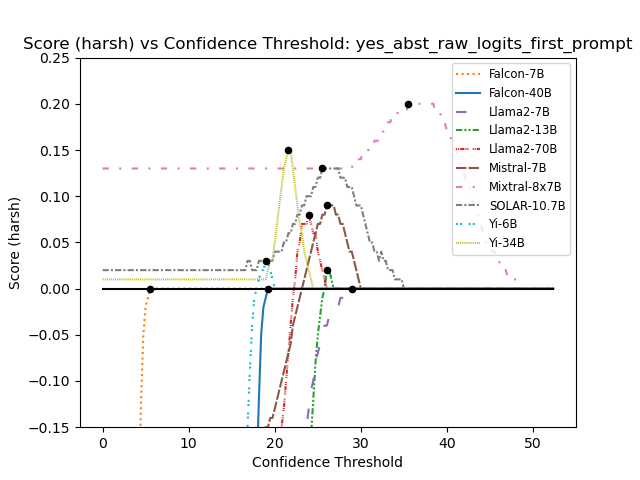 Score (harsh) vs Confidence Threshold: yes_abst_raw_logits_first_prompt
0.25
0.20
0.15
0.10
0.05
0.00
−0.05
−0.10
−0.15
Score (harsh)
0
10
20
30
40
50
Confidence Threshold
Falcon-7B
Falcon-40B
Llama2-7B
Llama2-13B
Llama2-70B
Mistral-7B
Mixtral-8x7B
SOLAR-10.7B
Yi-6B
Yi-34B